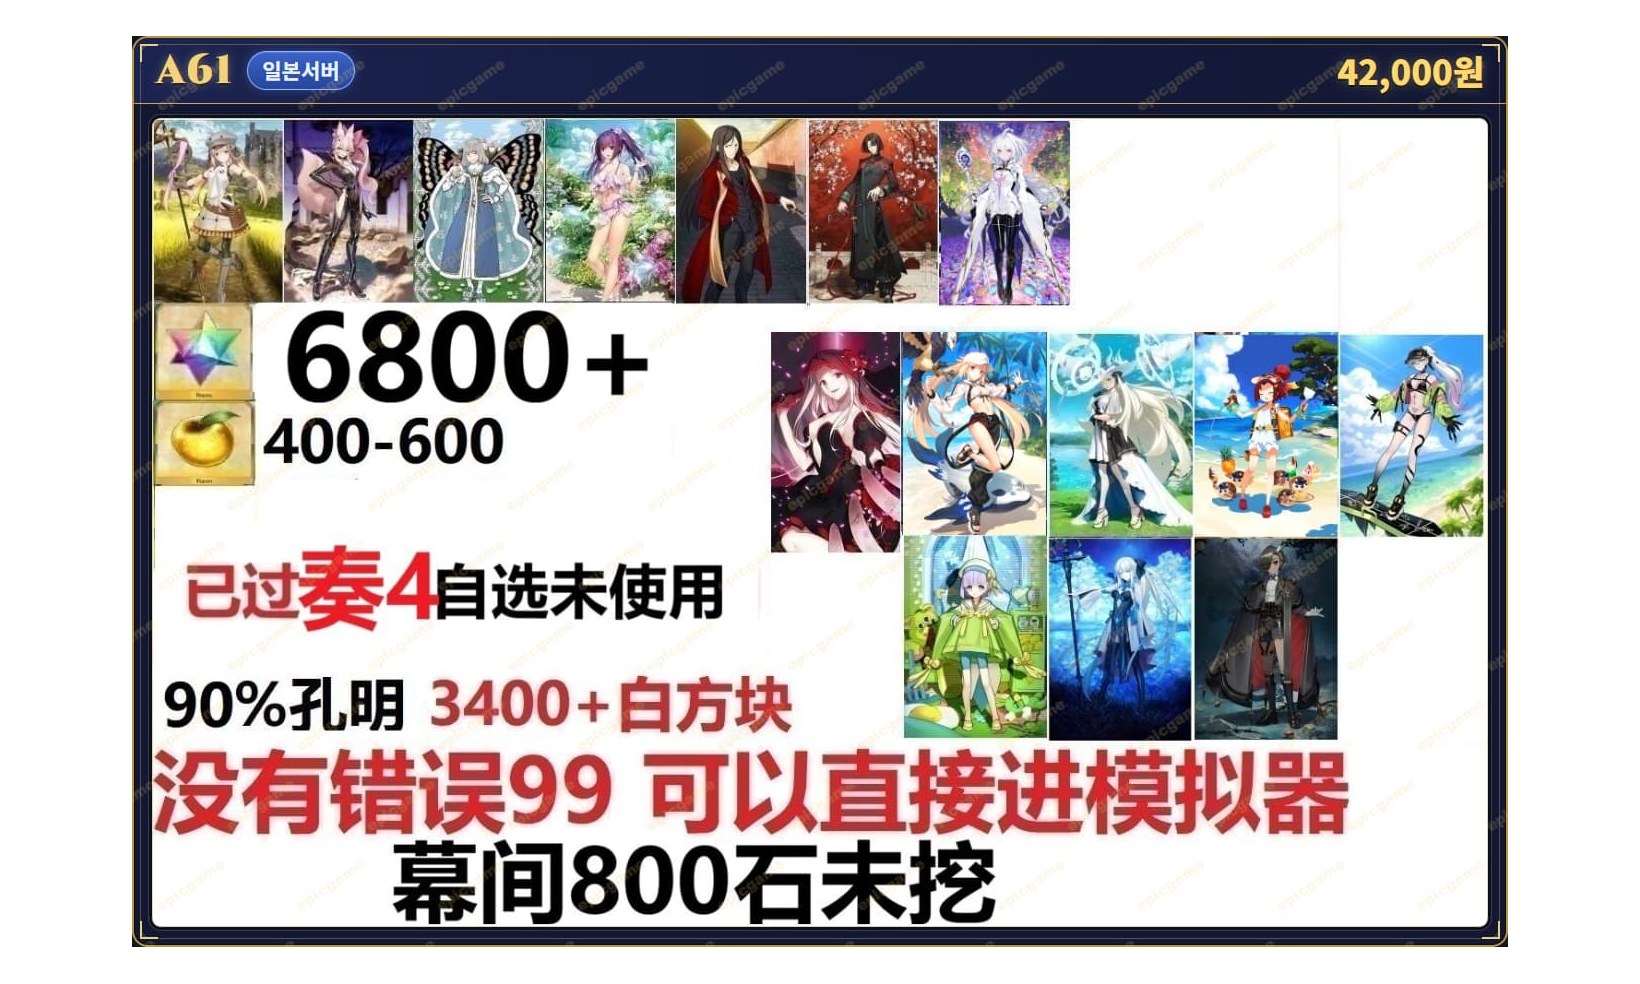 A61 일본서버 42,000원
6800+
400-600
已过奏4自选未使用
90%孔明 3400+白方块
没有错误99 可以直接进模拟器
幕间800石未挖
epicgame